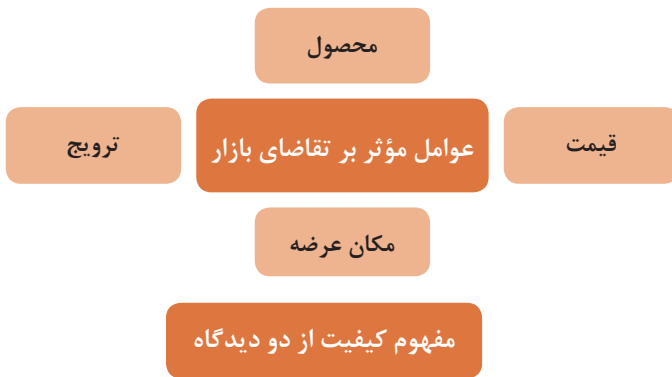 محصول
قیمت
عوامل مؤثر بر تقاضای بازار
ترویج
مکان عرضه
مفهوم کیفیت از دو دیدگاه